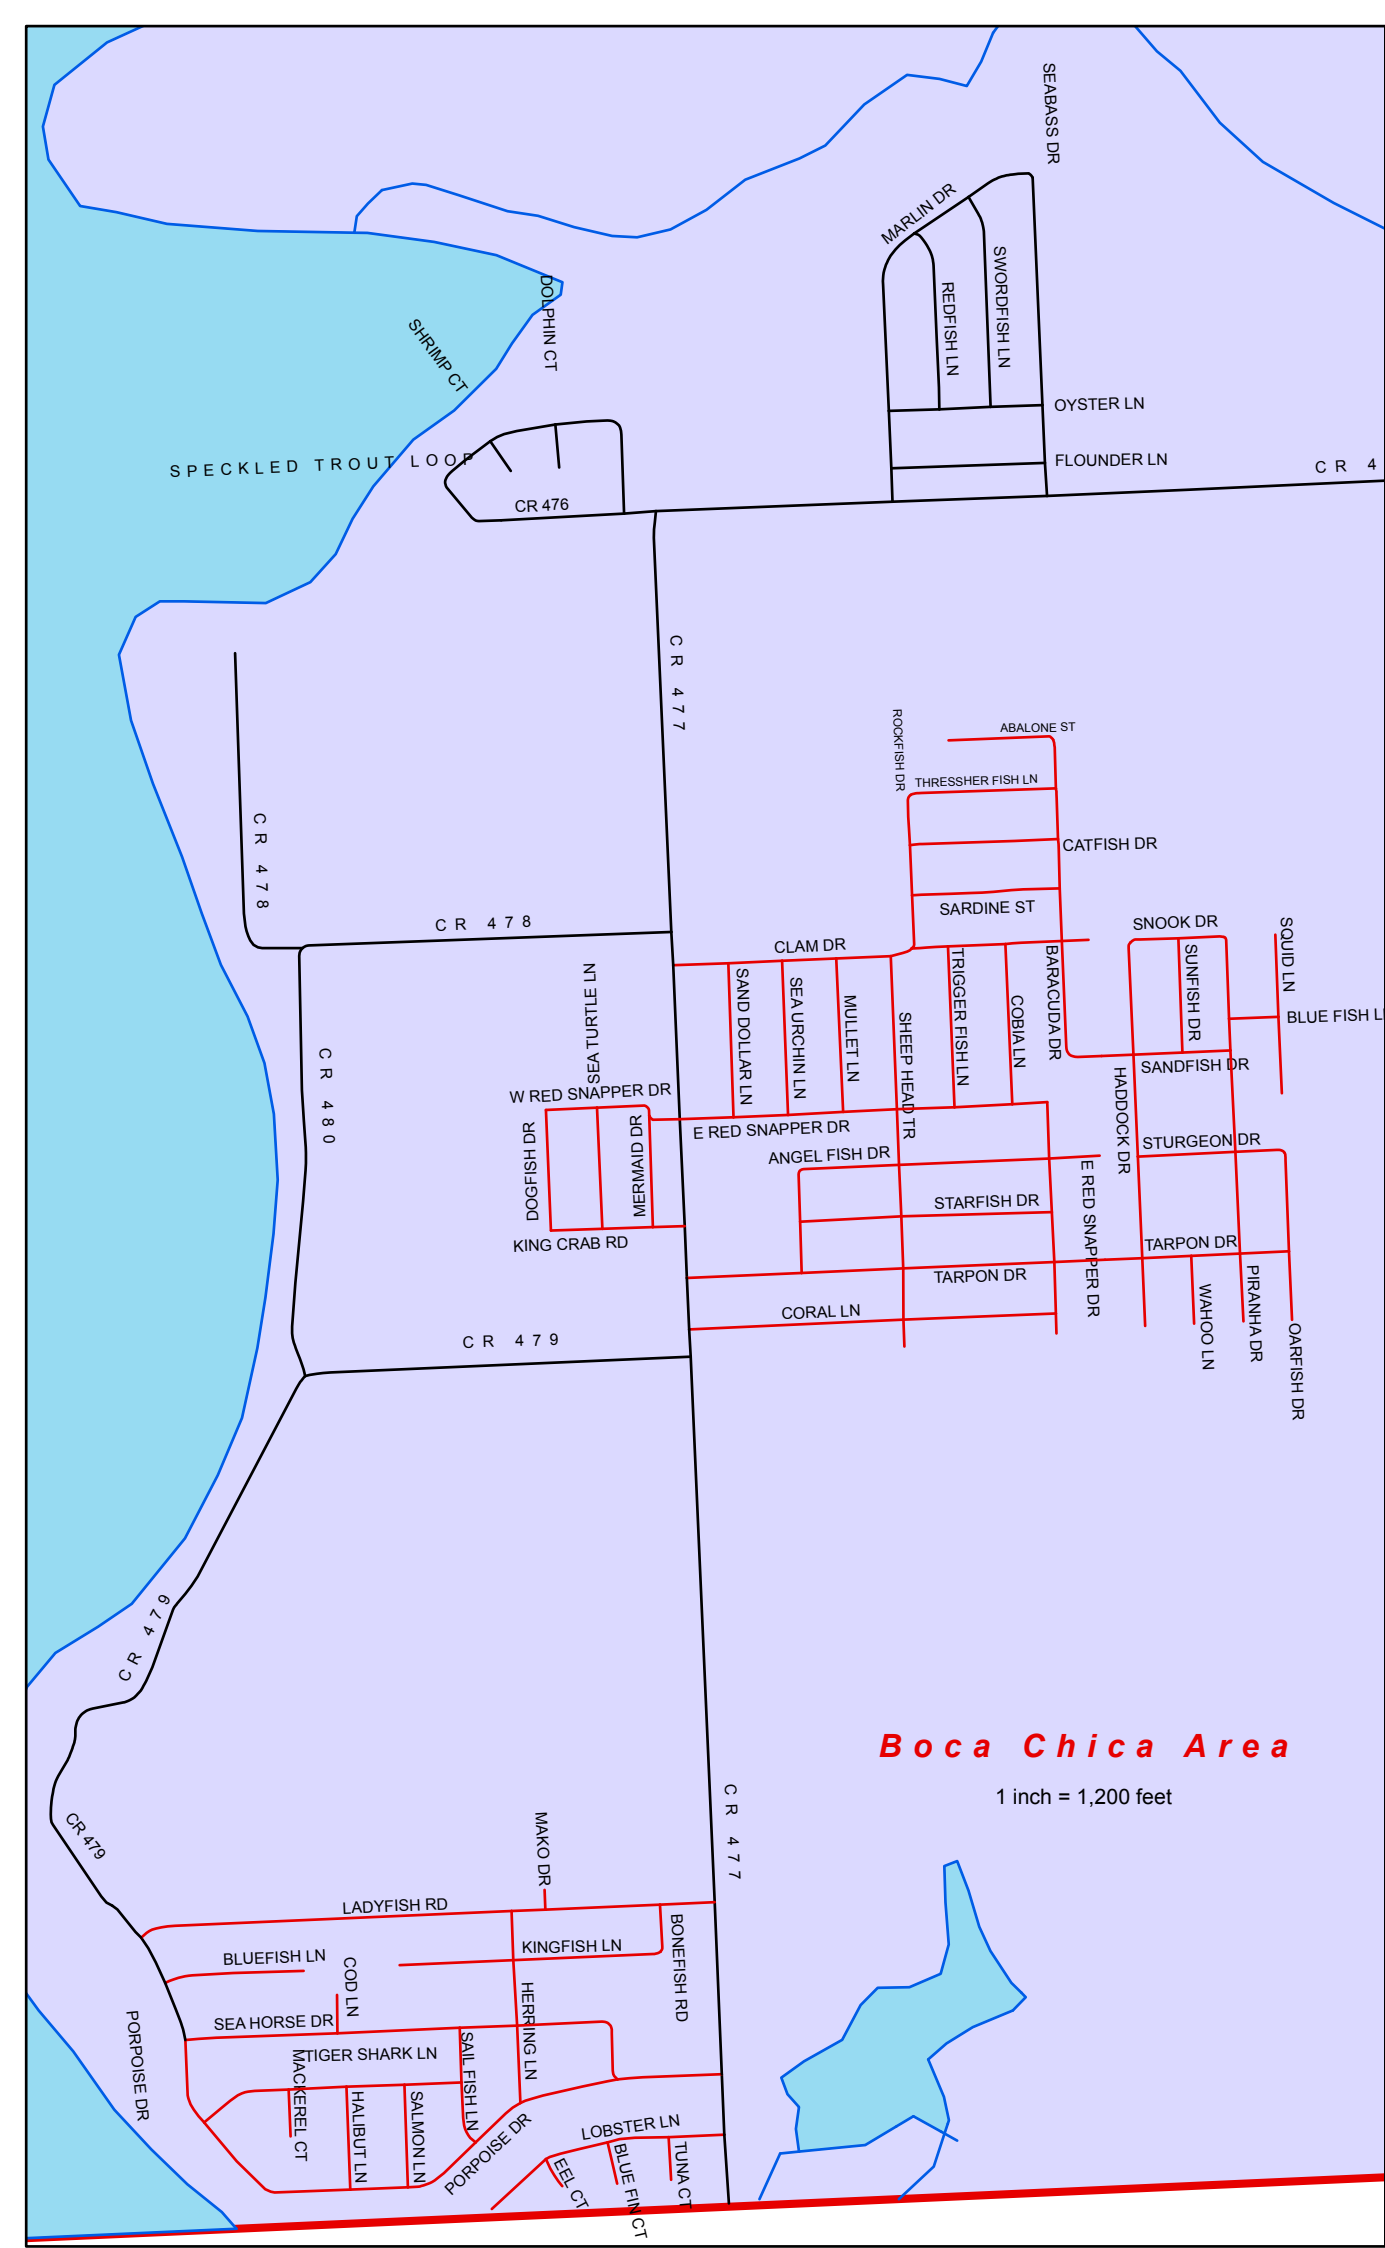 SEABASS DR
MARLIN DR
SWORDFISH LN
REDFISH LN
DOLPHIN CT
SHRIMP CT
OYSTER LN
SPECKLED TROUT LOOP
FLOUNDER LN
CR 4
CR 476
CR 477
ROCKFISH DR
ABALONE ST
THRESSHER FISH LN
CR 478
CATFISH DR
SARDINE ST
CR 478
CLAM DR
SNOOK DR
SQUID LN
SEA TURTLE LN
SAND DOLLAR LN
SEA URCHIN LN
MULLET LN
SHEEP HEAD TR
TRIGGER FISH LN
COBIA LN
BARACUDA DR
SUNFISH DR
BLUE FISH L
CR 480
SANDFISH DR
HADDOCK DR
W RED SNAPPER DR
E RED SNAPPER DR
DOGFISH DR
MERMAID DR
ANGEL FISH DR
STURGEON DR
E RED SNAPPER DR
STARFISH DR
KING CRAB RD
TARPON DR
TARPON DR
CORAL LN
WAHOO LN
PIRANHA DR
OARFISH DR
CR 479
CR 479
Boca Chica Area
1 inch = 1,200 feet
CR 477
CR 479
MAKO DR
LADYFISH RD
BLUEFISH LN
KINGFISH LN
BONEFISH RD
COD LN
HERRING LN
SEA HORSE DR
PORPOISE DR
TIGER SHARK LN
SAIL FISH LN
MACKEREL CT
HALIBUT LN
SALMON LN
PORPOISE DR
LOBSTER LN
EEL CT
BLUE FIN CT
TUNA CT